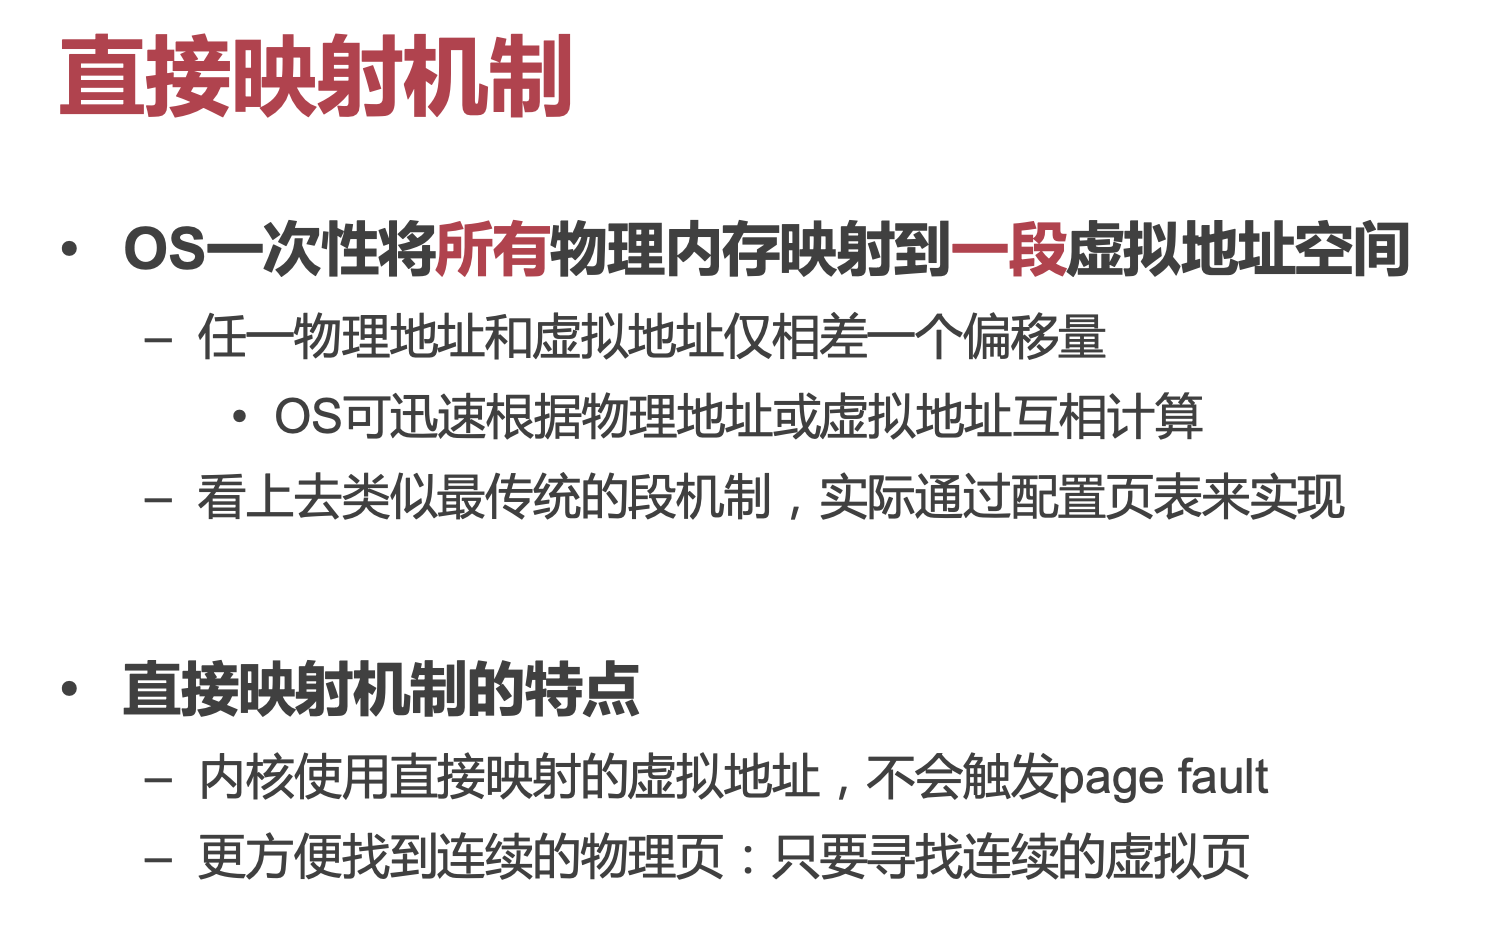 直接映射机制
• OS一次性将所有物理内存映射到一段虚拟地址空间
– 任一物理地址和虚拟地址仅相差一个偏移量
• OS可迅速根据物理地址或虚拟地址互相计算
– 看上去类似最传统的段机制，实际通过配置页表来实现
• 直接映射机制的特点
– 内核使用直接映射的虚拟地址，不会触发page fault
– 更方便找到连续的物理页：只要寻找连续的虚拟页